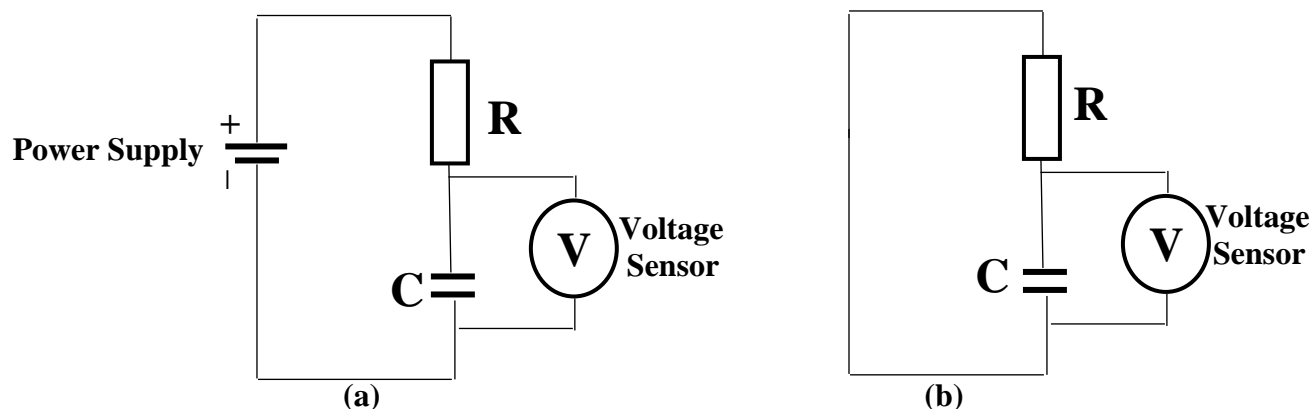 +
Power Supply
–
R
C
V
Voltage
Sensor
(a)
R
C
V
Voltage
Sensor
(b)